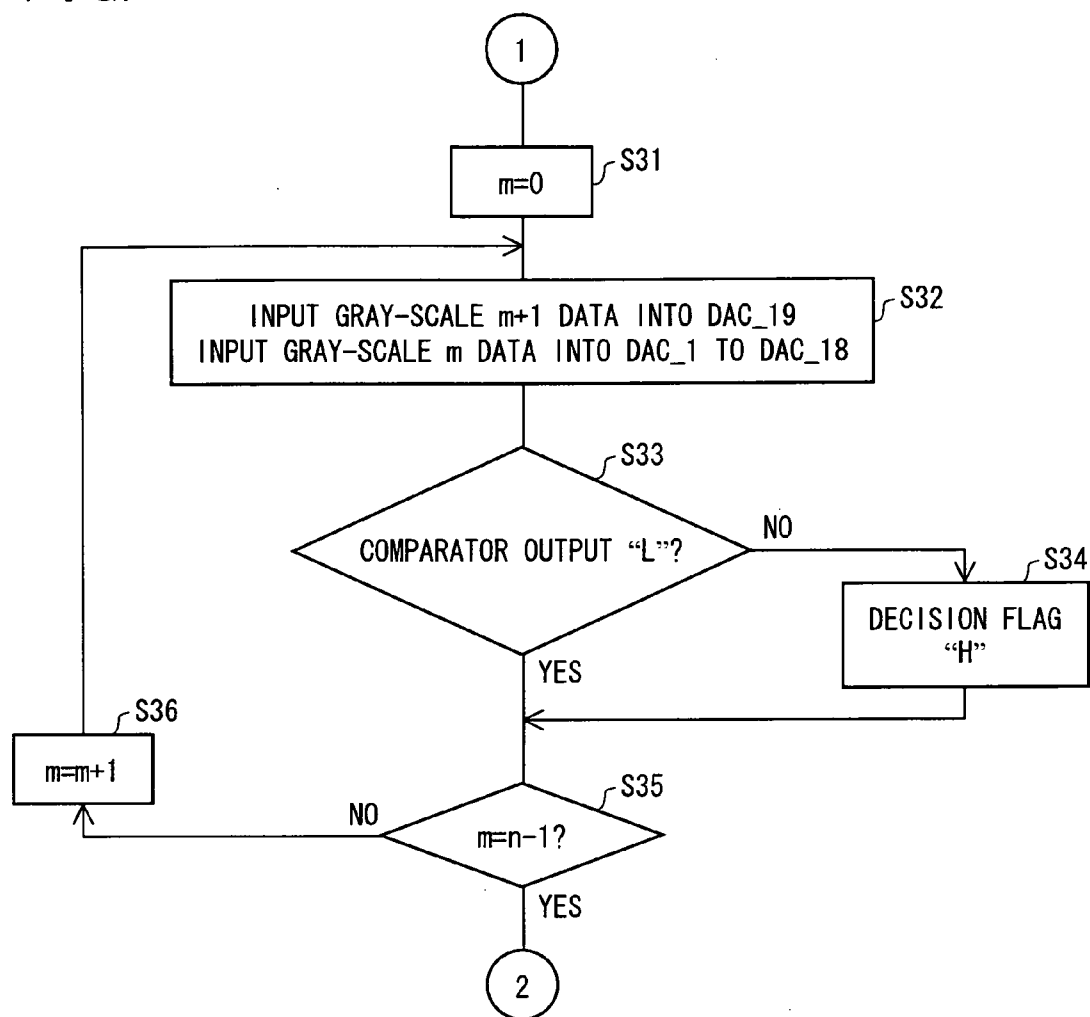 1
S31
m=0
S32
INPUT GRAY-SCALE m+1 DATA INTO DAC_19
INPUT GRAY-SCALE m DATA INTO DAC_1 TO DAC_18
S33
COMPARATOR OUTPUT “L”?
NO
S34
DECISION FLAG
“H”
YES
S36
m=m+1
S35
NO
m=n-1?
YES
2